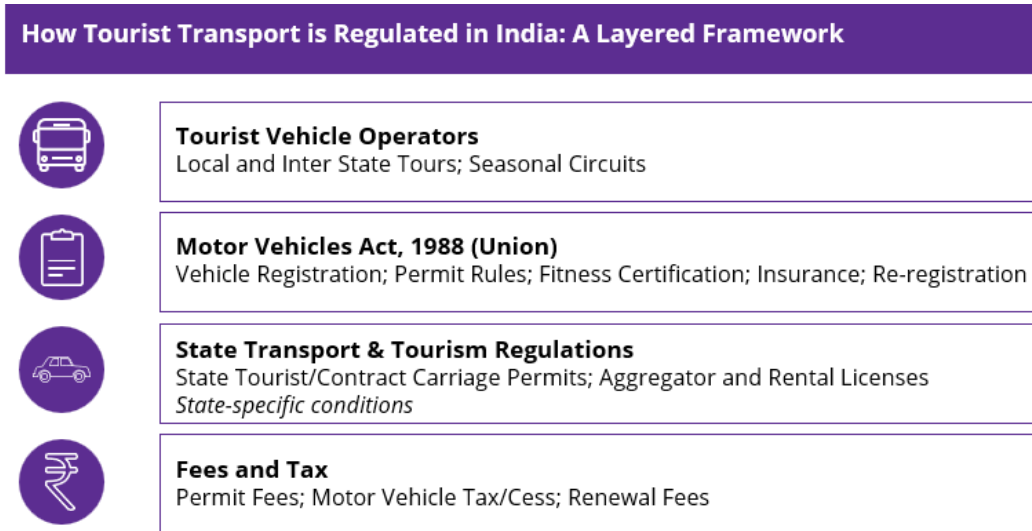 How Tourist Transport is Regulated in India: A Layered Framework
Tourist Vehicle Operators
Local and Inter State Tours; Seasonal Circuits
Motor Vehicles Act, 1988 (Union)
Vehicle Registration; Permit Rules; Fitness Certification; Insurance; Re-registration
State Transport & Tourism Regulations
State Tourist/Contract Carriage Permits; Aggregator and Rental Licenses
State-specific conditions
Fees and Tax
Permit Fees; Motor Vehicle Tax/Cess; Renewal Fees